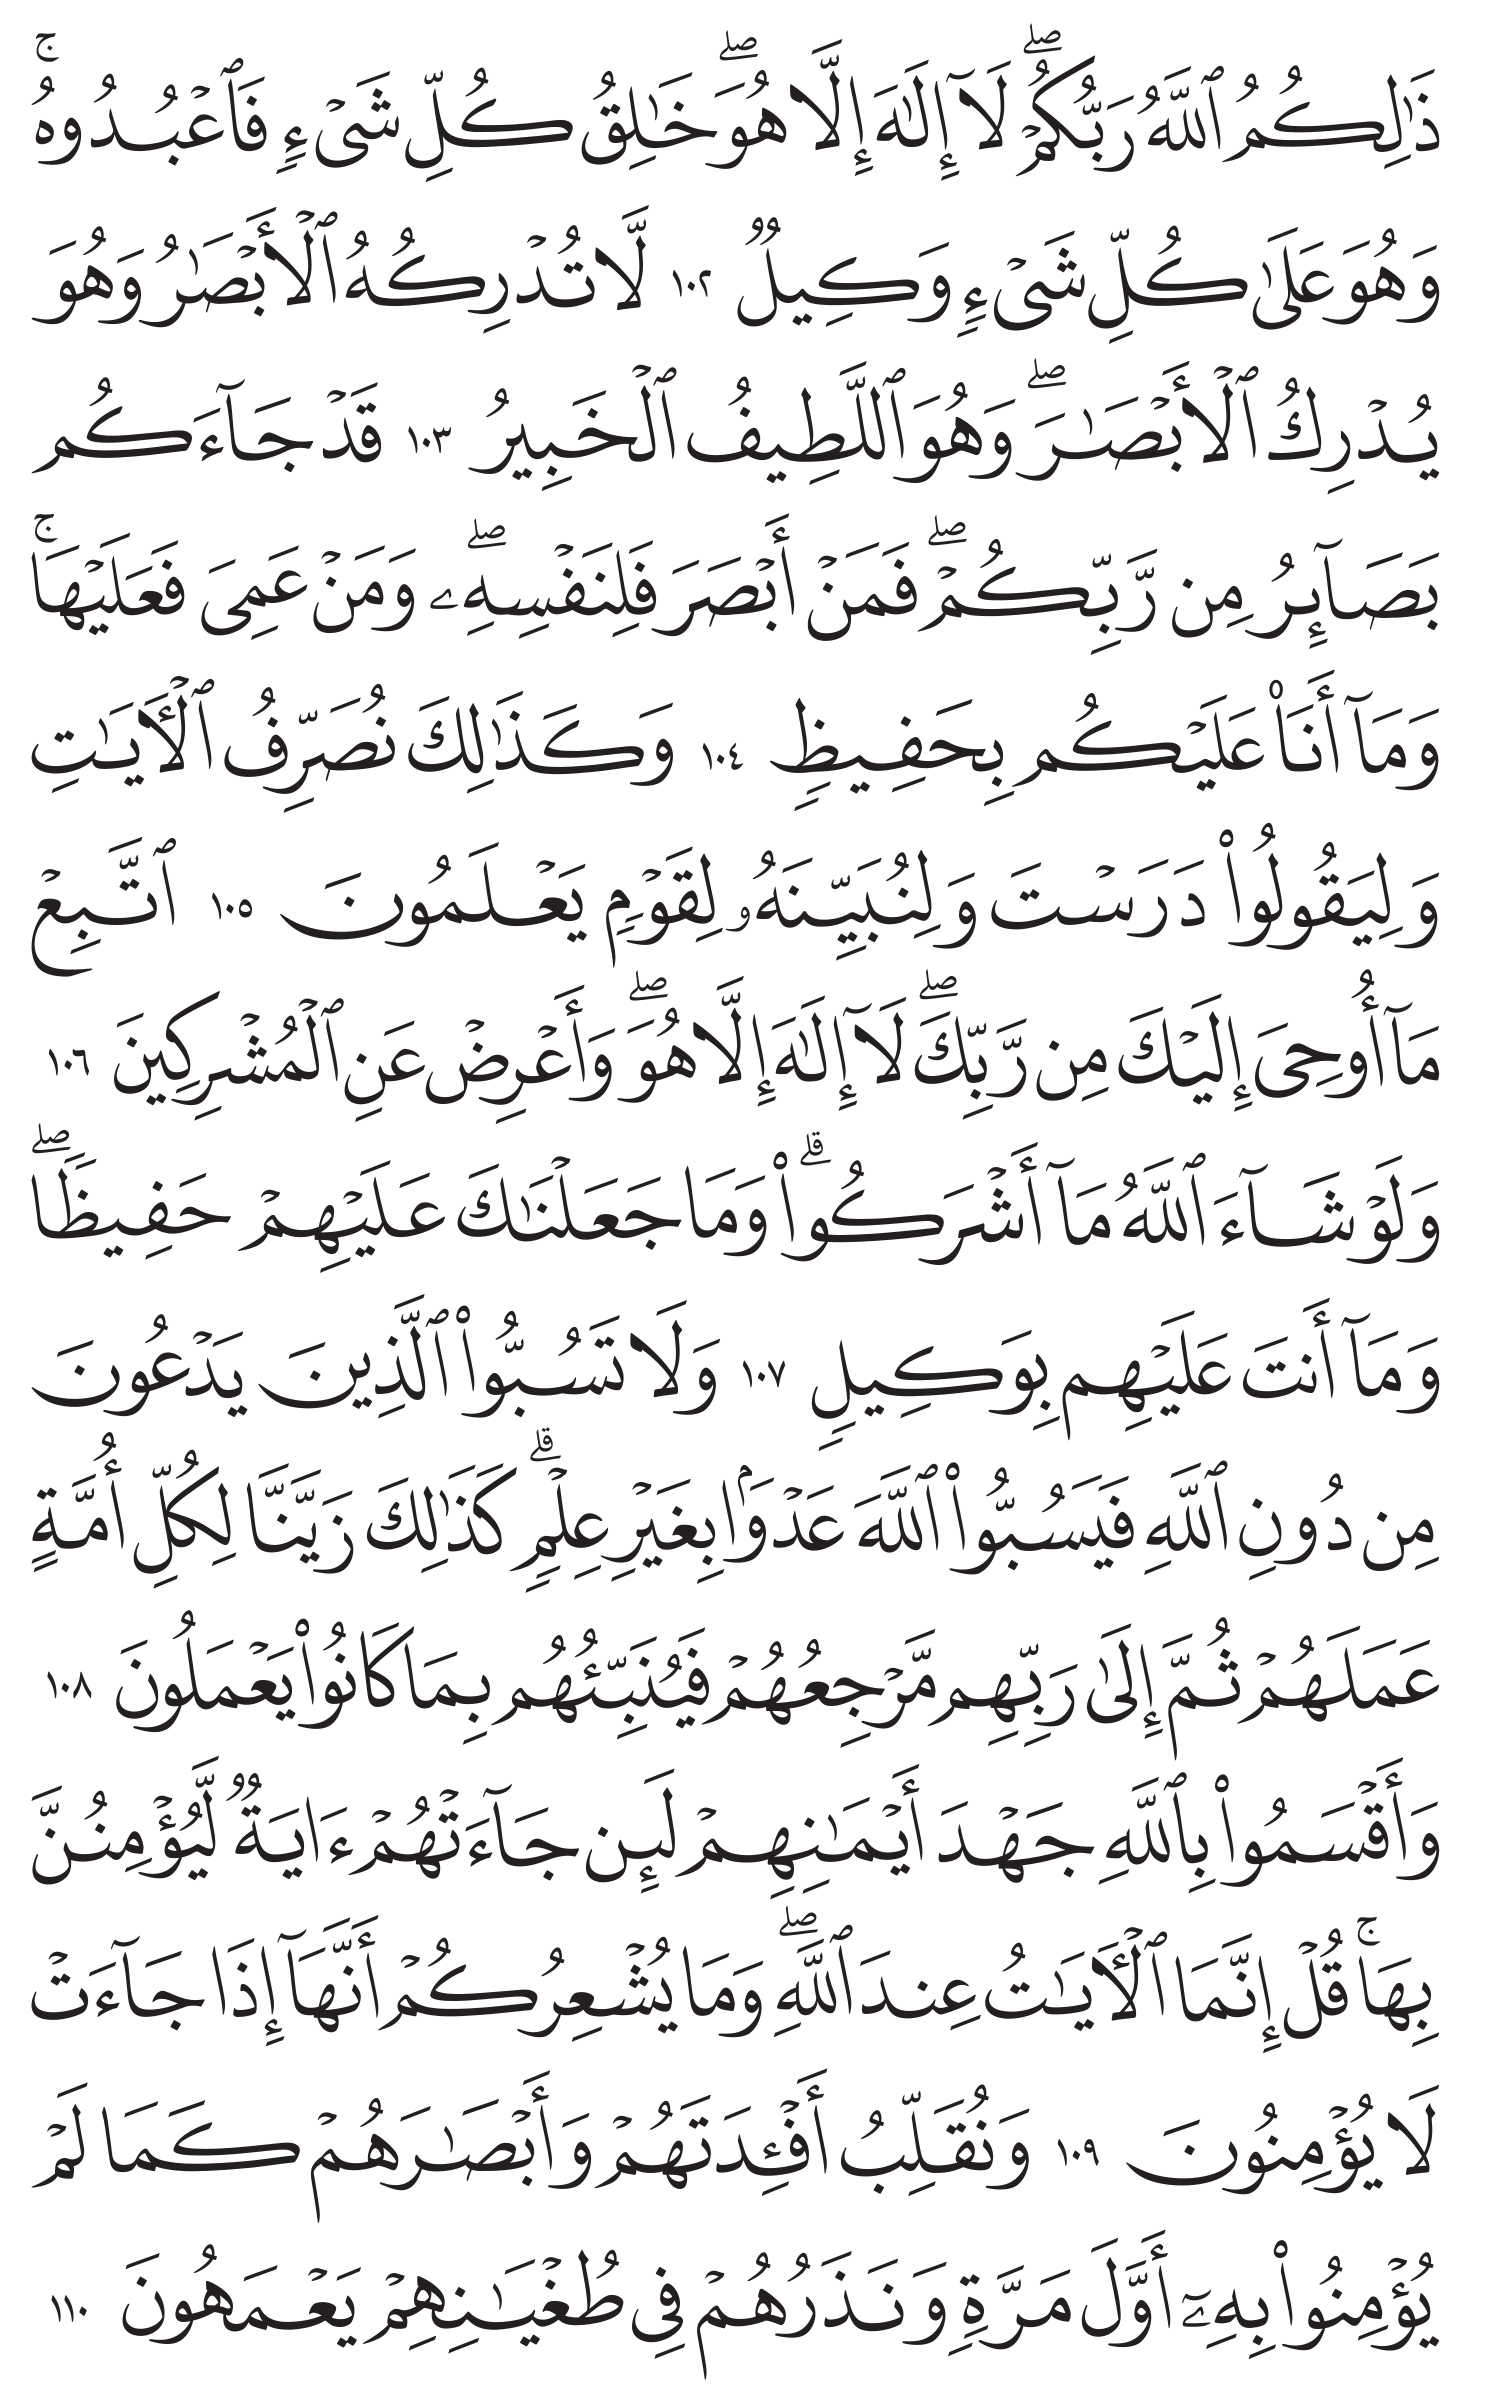 ذَٰلِكُمُ ٱللَّهُ رَبُّكُمْۖ لَآ إِلَٰهَ إِلَّا هُوَۖ خَٰلِقُ كُلِّ شَىْءٍ فَٱعْبُدُوهُۚ
وَهُوَ عَلَىٰ كُلِّ شَىْءٍ وَكِيلٌ ١٠٢ لَّا تُدْرِكُهُ ٱلْأَبْصَٰرُ وَهُوَ
يُدْرِكُ ٱلْأَبْصَٰرَۖ وَهُوَ ٱللَّطِيفُ ٱلْخَبِيرُ ١٠٣ قَدْ جَآءَكُم
بَصَآئِرُ مِن رَّبِّكُمْۖ فَمَنْ أَبْصَرَ فَلِنَفْسِهِۦۖ وَمَنْ عَمِىَ فَعَلَيْهَاۚ
وَمَآ أَنَا۠ عَلَيْكُم بِحَفِيظٍ ١٠٤ وَكَذَٰلِكَ نُصَرِّفُ ٱلْأَيَٰتِ
وَلِيَقُولُوا۟ دَرَسْتَ وَلِنُبَيِّنَهُۥ لِقَوْمٍ يَعْلَمُونَ ١٠٥ ٱتَّبِعْ
مَآ أُوحِىَ إِلَيْكَ مِن رَّبِّكَۖ لَآ إِلَٰهَ إِلَّا هُوَۖ وَأَعْرِضْ عَنِ ٱلْمُشْرِكِينَ ١٠٦
وَلَوْ شَآءَ ٱللَّهُ مَآ أَشْرَكُوا۟ۗ وَمَا جَعَلْنَٰكَ عَلَيْهِمْ حَفِيظًاۖ
وَمَآ أَنتَ عَلَيْهِم بِوَكِيلٍ ١٠٧ وَلَا تَسُبُّوا۟ ٱلَّذِينَ يَدْعُونَ
مِن دُونِ ٱللَّهِ فَيَسُبُّوا۟ ٱللَّهَ عَدْوًۢا بِغَيْرِ عِلْمٍۗ كَذَٰلِكَ زَيَّنَّا لِكُلِّ أُمَّةٍ
عَمَلَهُمْ ثُمَّ إِلَىٰ رَبِّهِم مَّرْجِعُهُمْ فَيُنَبِّئُهُم بِمَا كَانُوا۟ يَعْمَلُونَ ١٠٨
وَأَقْسَمُوا۟ بِٱللَّهِ جَهْدَ أَيْمَٰنِهِمْ لَئِن جَآءَتْهُمْ ءَايَةٌ لَّيُؤْمِنُنَّ
بِهَاۚ قُلْ إِنَّمَا ٱلْأَيَٰتُ عِندَ ٱللَّهِۖ وَمَا يُشْعِرُكُمْ أَنَّهَآ إِذَا جَآءَتْ
لَا يُؤْمِنُونَ ١٠٩ وَنُقَلِّبُ أَفْئِدَتَهُمْ وَأَبْصَٰرَهُمْ كَمَا لَمْ
يُؤْمِنُوا۟ بِهِۦٓ أَوَّلَ مَرَّةٍ وَنَذَرُهُمْ فِى طُغْيَٰنِهِمْ يَعْمَهُونَ ١١٠